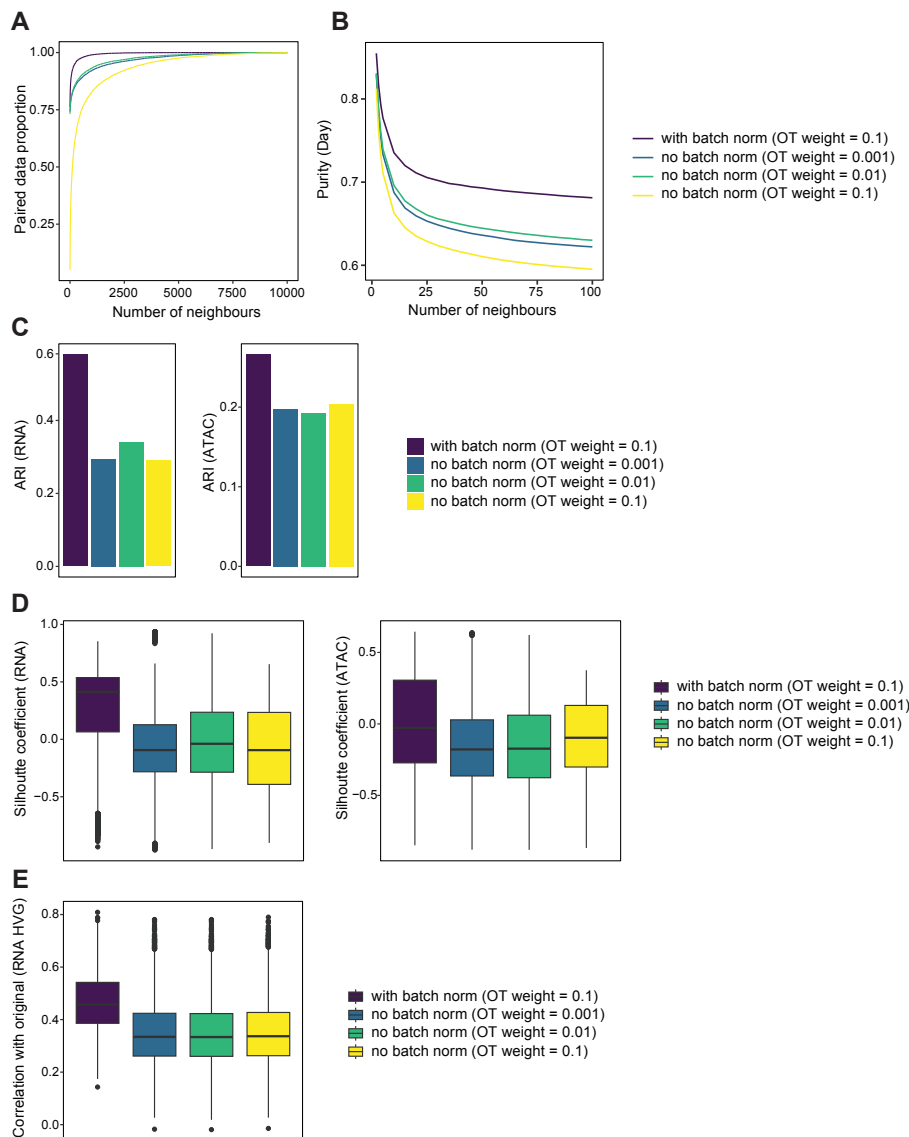 A
B
1.00
0.75
0.50
0.25
Paired data proportion
0
2500
5000
7500
10000
Number of neighbours
0.8
0.7
0.6
Purity (Day)
0
25
50
75
100
Number of neighbours
with batch norm (OT weight = 0.1)
no batch norm (OT weight = 0.001)
no batch norm (OT weight = 0.01)
no batch norm (OT weight = 0.1)
C
0.6
0.4
0.2
0.0
ARI (RNA)
0.2
0.1
0.0
ARI (ATAC)
with batch norm (OT weight = 0.1)
no batch norm (OT weight = 0.001)
no batch norm (OT weight = 0.01)
no batch norm (OT weight = 0.1)
D
1.0
0.5
0.0
−0.5
Silhoutte coefficient (RNA)
0.5
0.0
−0.5
Silhoutte coefficient (ATAC)
with batch norm (OT weight = 0.1)
no batch norm (OT weight = 0.001)
no batch norm (OT weight = 0.01)
no batch norm (OT weight = 0.1)
E
0.8
0.6
0.4
0.2
0.0
Correlation with original (RNA HVG)
with batch norm (OT weight = 0.1)
no batch norm (OT weight = 0.001)
no batch norm (OT weight = 0.01)
no batch norm (OT weight = 0.1)